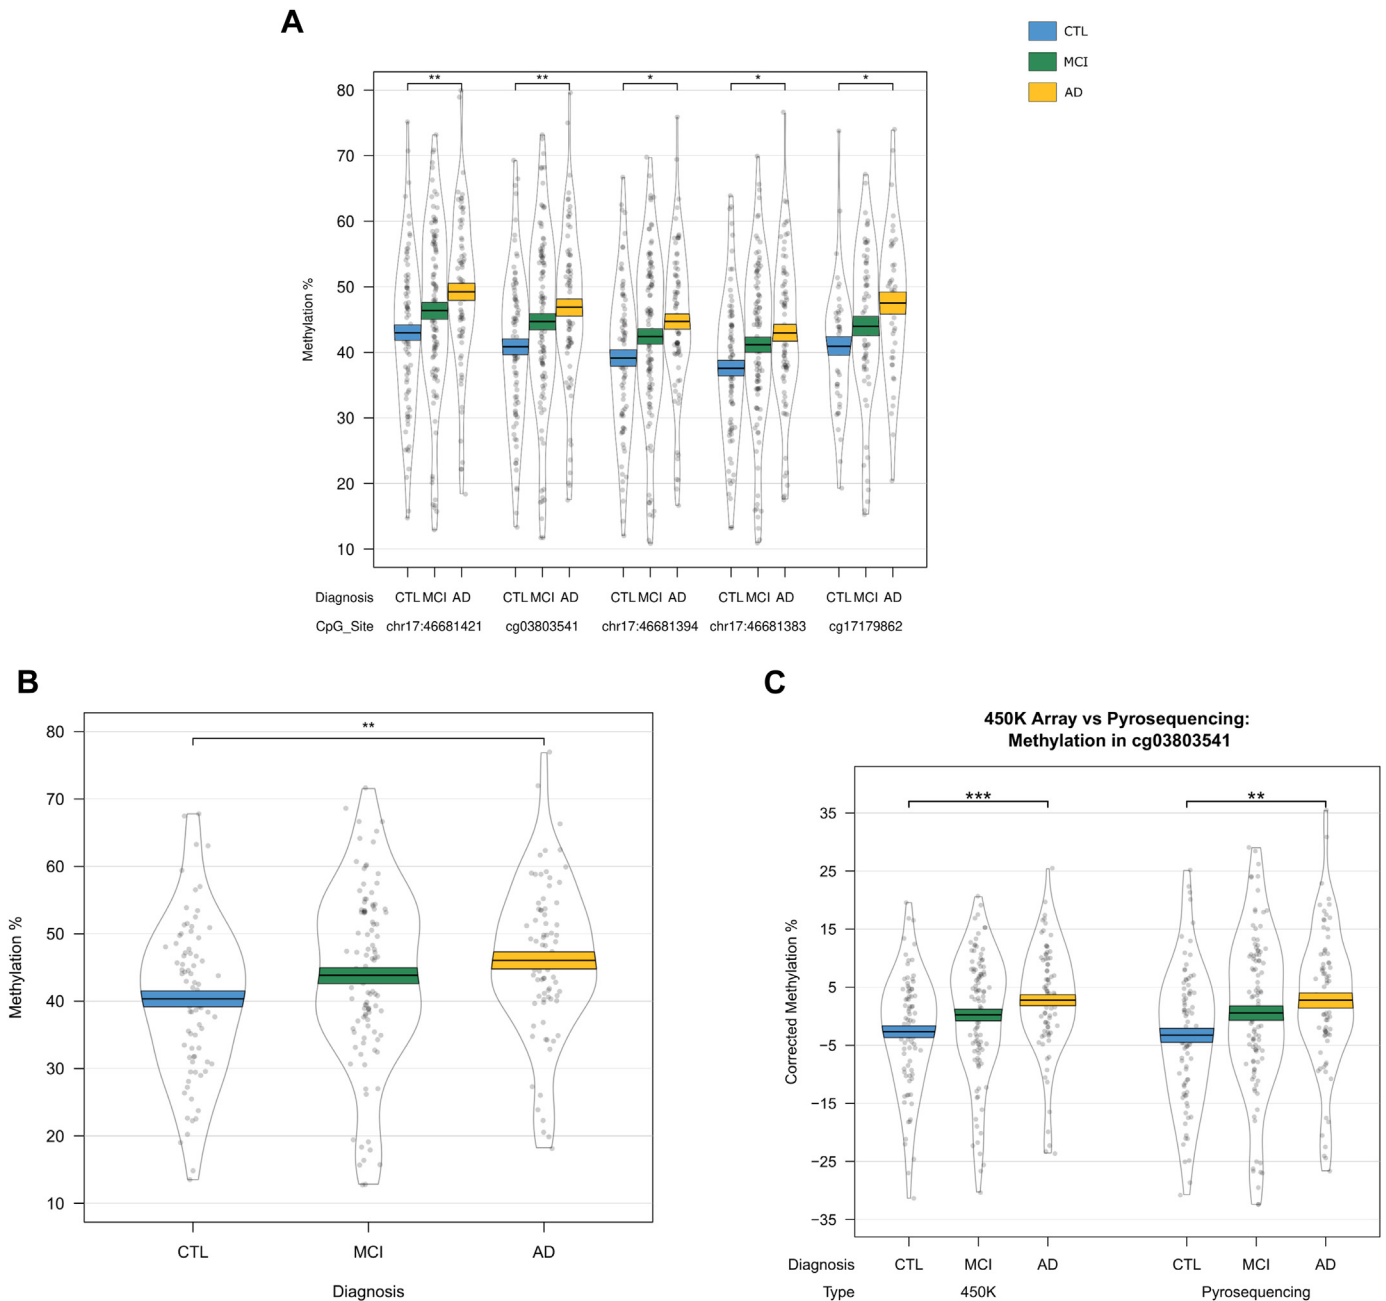 A
CTL
MCI
AD
** ** * * *
80
70
60
50
40
30
20
10
Methylation %
Diagnosis CTL MCI AD CTL MCI AD CTL MCI AD CTL MCI AD CTL MCI AD
CpG_Site chr17:46681421 cg03803541 chr17:46681394 chr17:46681383 cg17179862
B
**
80
70
60
50
40
30
20
10
Methylation %
CTL MCI AD
Diagnosis
C
450K Array vs Pyrosequencing:
Methylation in cg03803541
*** **
35
25
15
5
−5
−15
−25
−35
Corrected Methylation %
Diagnosis CTL MCI AD CTL MCI AD
Type 450K Pyrosequencing